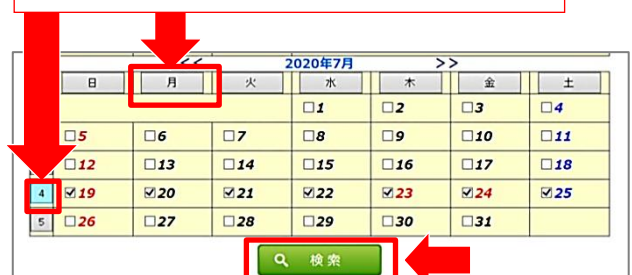 << 2020年7月 >>
日 月 火 水 木 金 土
□1 □2 □3 □4
□5 □6 □7 □8 □9 □10 □11
□12 □13 □14 □15 □16 □17 □18
4 ☑19 ☑20 ☑21 ☑22 ☑23 ☑24 ☑25
5 □26 □27 □28 □29 □30 □31
検索